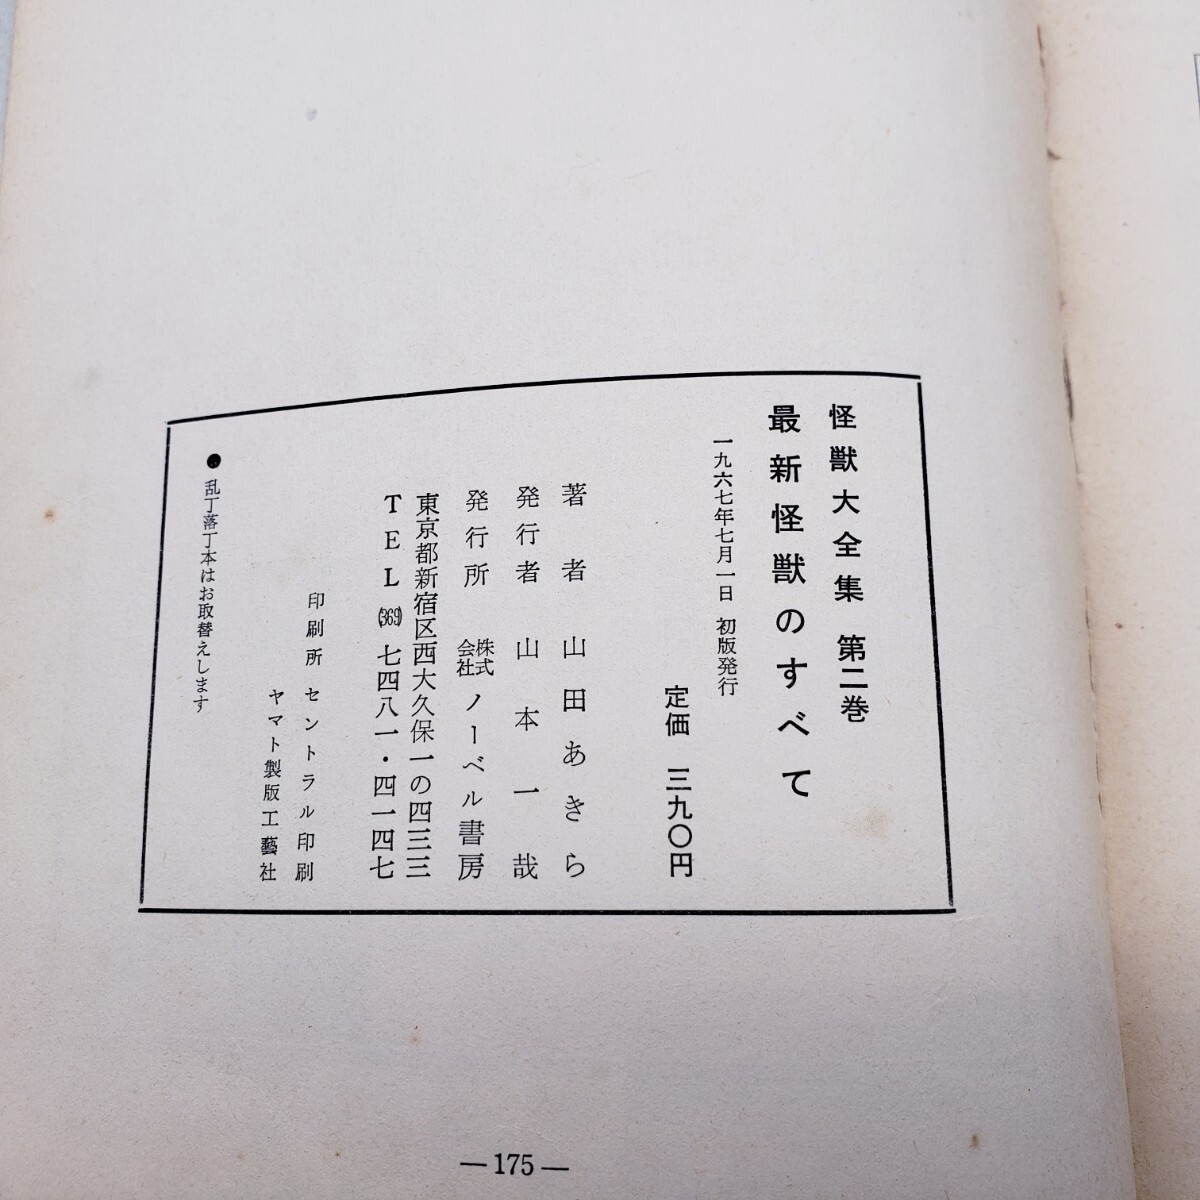 怪獣大全集 第二巻
最新怪獣のすべて
一九六七年七月一日 初版発行
定価 三九〇円
著者 山田あきら
発行者 山本一哉
発行所 株式会社 ノーベル書房
東京都新宿区西大久保一の四三三
TEL (369) 七四八一・四一四七
印刷所 セントラル印刷
ヤマト製版工藝社
●乱丁落丁本はお取替えします
—175—